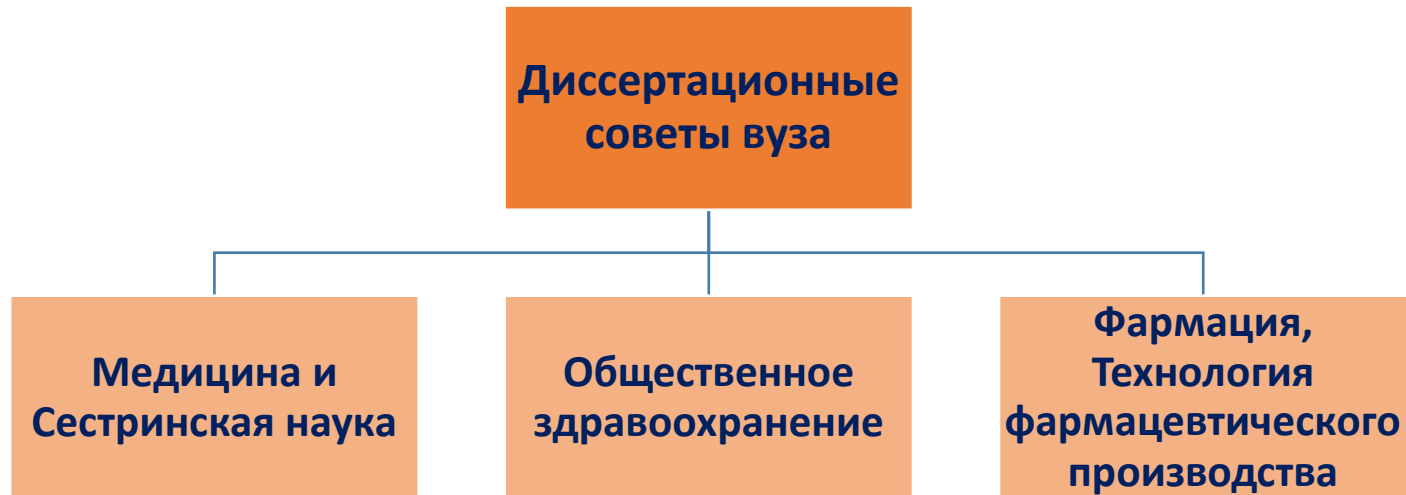 Диссертационные
советы вуза
Медицина и
Сестринская наука
Общественное
здравоохранение
Фармация,
Технология
фармацевтического
производства